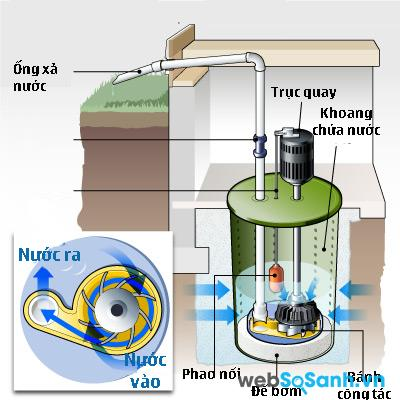 Ống xả
nước
Trục quay
Khoang
chứa nước
Nước ra
Nước
vào
Phao nổi
Đế bơm
Bánh
công tác
webSoSanh.vn